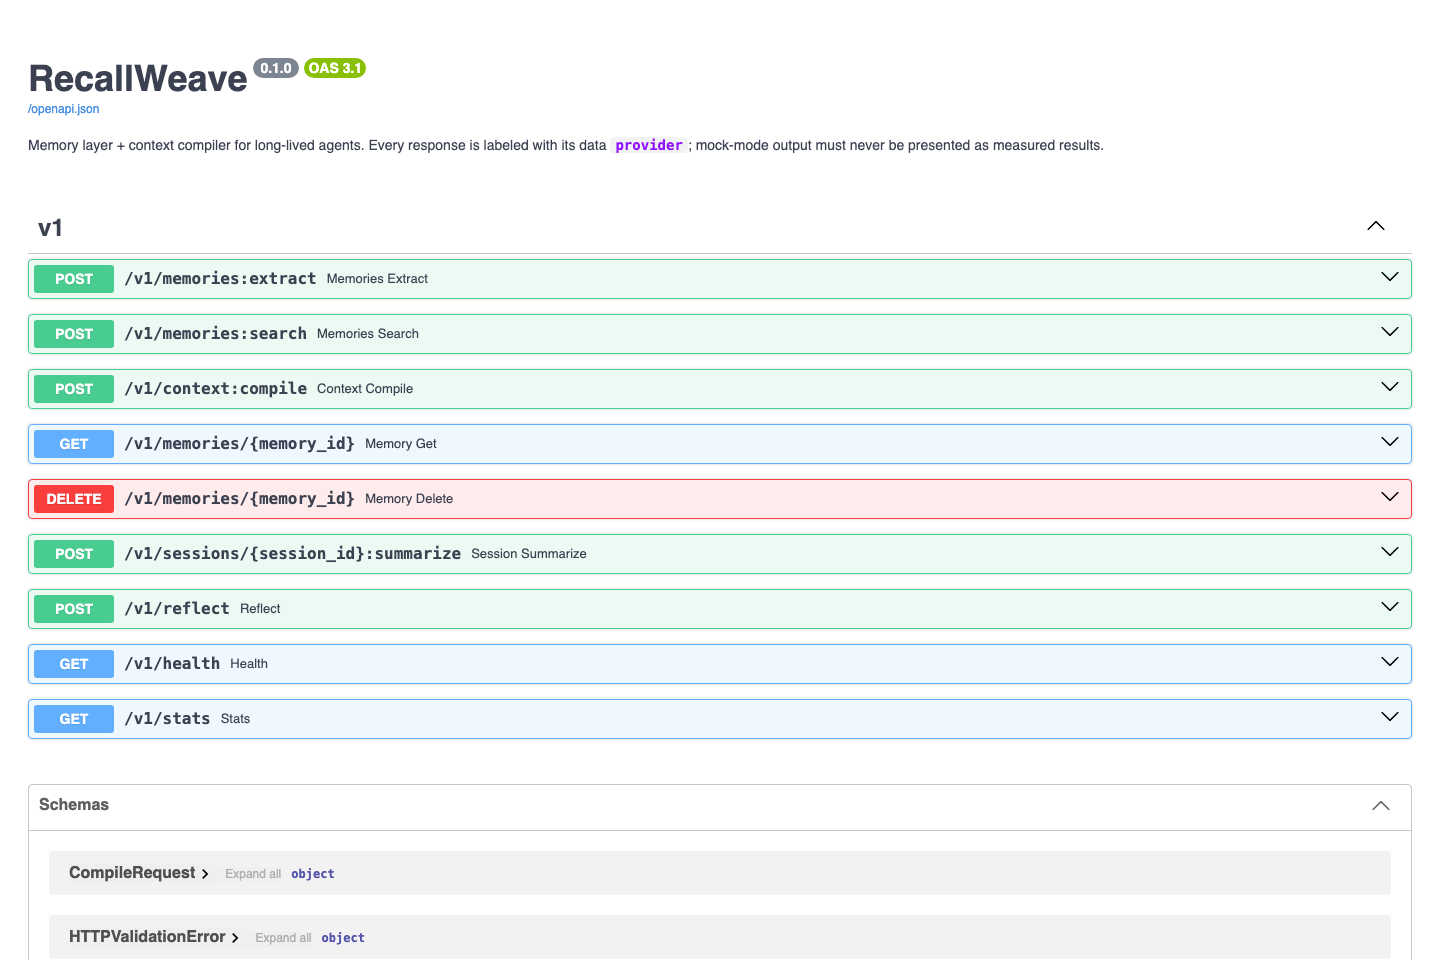 RecallWeave 0.1.0 OAS 3.1
/openapi.json
Memory layer + context compiler for long-lived agents. Every response is labeled with its data provider ; mock-mode output must never be presented as measured results.
v1
POST /v1/memories:extract Memories Extract
POST /v1/memories:search Memories Search
POST /v1/context:compile Context Compile
GET /v1/memories/{memory_id} Memory Get
DELETE /v1/memories/{memory_id} Memory Delete
POST /v1/sessions/{session_id}:summarize Session Summarize
POST /v1/reflect Reflect
GET /v1/health Health
GET /v1/stats Stats
Schemas
CompileRequest Expand all object
HTTPValidationError Expand all object